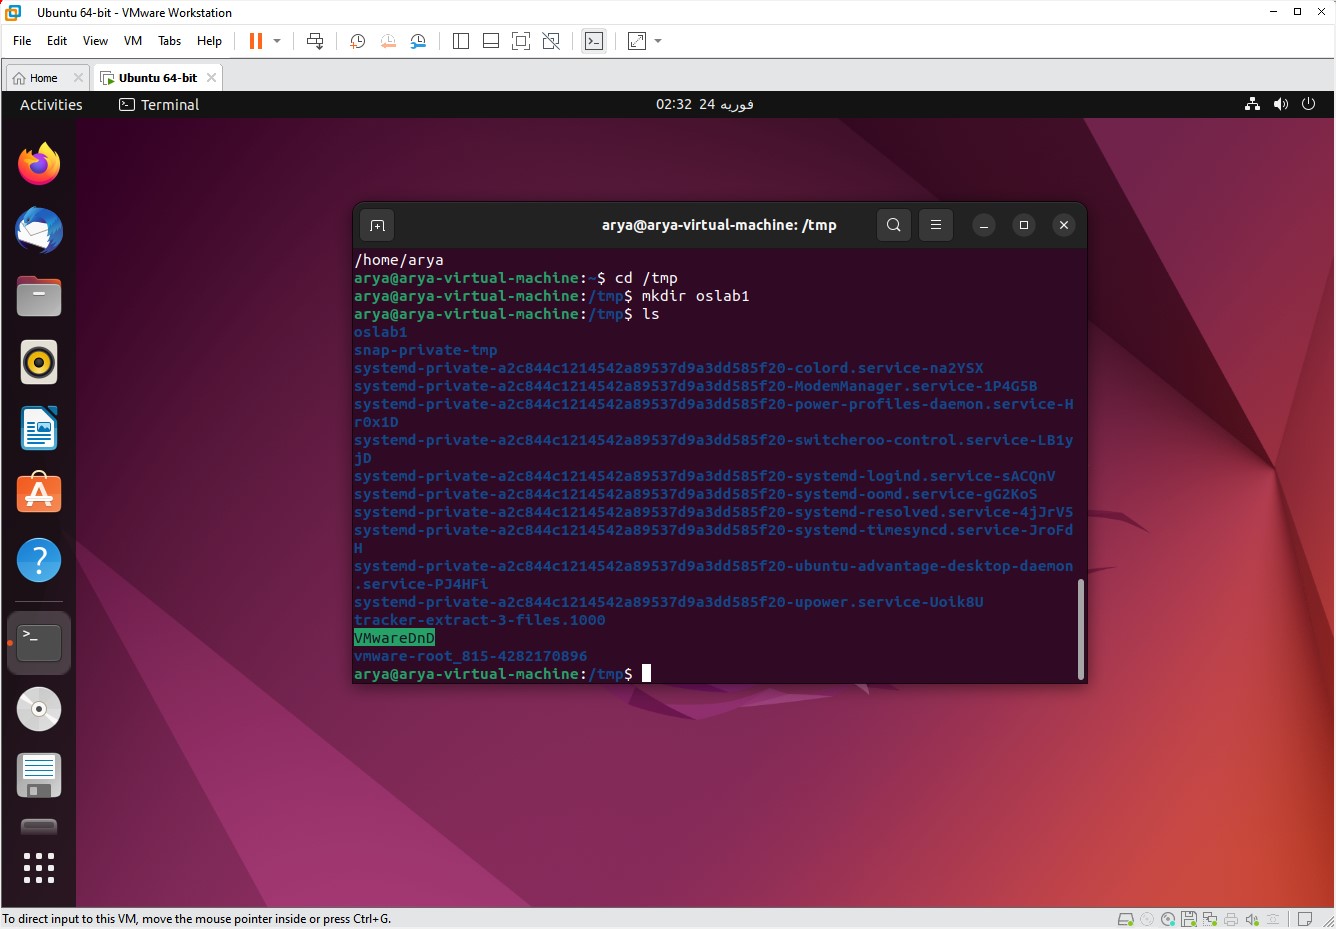 Ubuntu 64-bit - VMware Workstation
File Edit View VM Tabs Help
Home
Ubuntu 64-bit
Activities
Terminal
02:32 24 فوریه
arya@arya-virtual-machine: /tmp
/home/arya
arya@arya-virtual-machine:~$ cd /tmp
arya@arya-virtual-machine:/tmp$ mkdir oslab1
arya@arya-virtual-machine:/tmp$ ls
oslab1
snap-private-tmp
systemd-private-a2c844c1214542a89537d9a3dd585f20-colord.service-na2YSX
systemd-private-a2c844c1214542a89537d9a3dd585f20-ModemManager.service-1P4G5B
systemd-private-a2c844c1214542a89537d9a3dd585f20-power-profiles-daemon.service-H
r0x1D
systemd-private-a2c844c1214542a89537d9a3dd585f20-switcheroo-control.service-LB1y
jD
systemd-private-a2c844c1214542a89537d9a3dd585f20-systemd-logind.service-sACQnV
systemd-private-a2c844c1214542a89537d9a3dd585f20-systemd-oomd.service-gG2KoS
systemd-private-a2c844c1214542a89537d9a3dd585f20-systemd-resolved.service-4jJrV5
systemd-private-a2c844c1214542a89537d9a3dd585f20-systemd-timesyncd.service-JroFd
H
systemd-private-a2c844c1214542a89537d9a3dd585f20-ubuntu-advantage-desktop-daemon
.service-PJ4HFi
systemd-private-a2c844c1214542a89537d9a3dd585f20-upower.service-Uoik8U
tracker-extract-3-files.1000
VMwareDnD
vmware-root_815-4282170896
arya@arya-virtual-machine:/tmp$
To direct input to this VM, move the mouse pointer inside or press Ctrl+G.